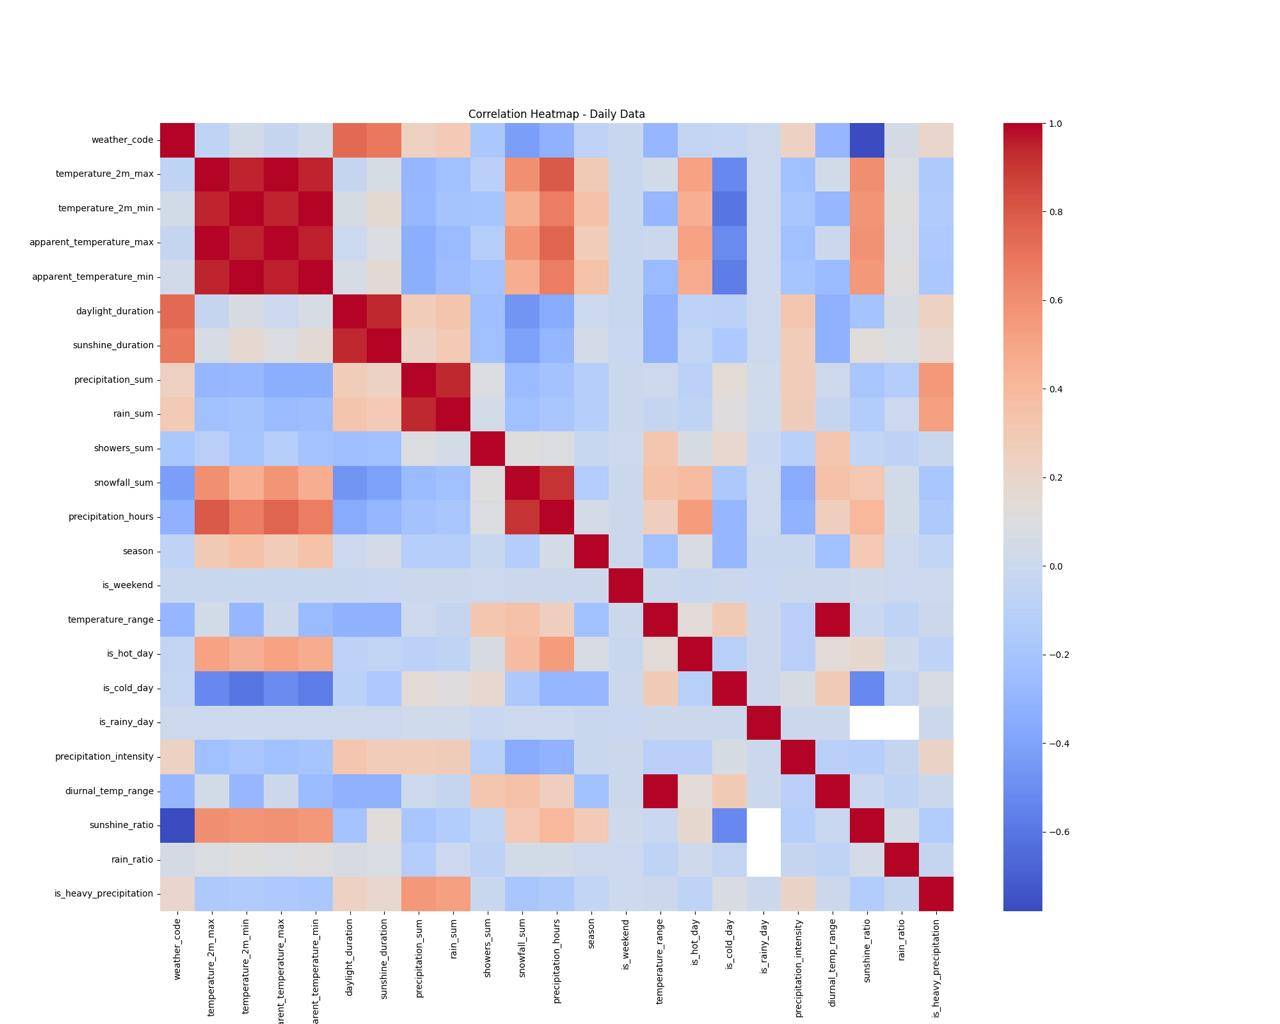 Correlation Heatmap - Daily Data
weather_code
temperature_2m_max
temperature_2m_min
apparent_temperature_max
apparent_temperature_min
daylight_duration
sunshine_duration
precipitation_sum
rain_sum
showers_sum
snowfall_sum
precipitation_hours
season
is_weekend
temperature_range
is_hot_day
is_cold_day
is_rainy_day
precipitation_intensity
diurnal_temp_range
sunshine_ratio
rain_ratio
is_heavy_precipitation
weather_code
temperature_2m_max
temperature_2m_min
arent_temperature_max
arent_temperature_min
daylight_duration
sunshine_duration
precipitation_sum
rain_sum
showers_sum
snowfall_sum
precipitation_hours
season
is_weekend
temperature_range
is_hot_day
is_cold_day
is_rainy_day
precipitation_intensity
diurnal_temp_range
sunshine_ratio
rain_ratio
is_heavy_precipitation
1.0
0.8
0.6
0.4
0.2
0.0
−0.2
−0.4
−0.6